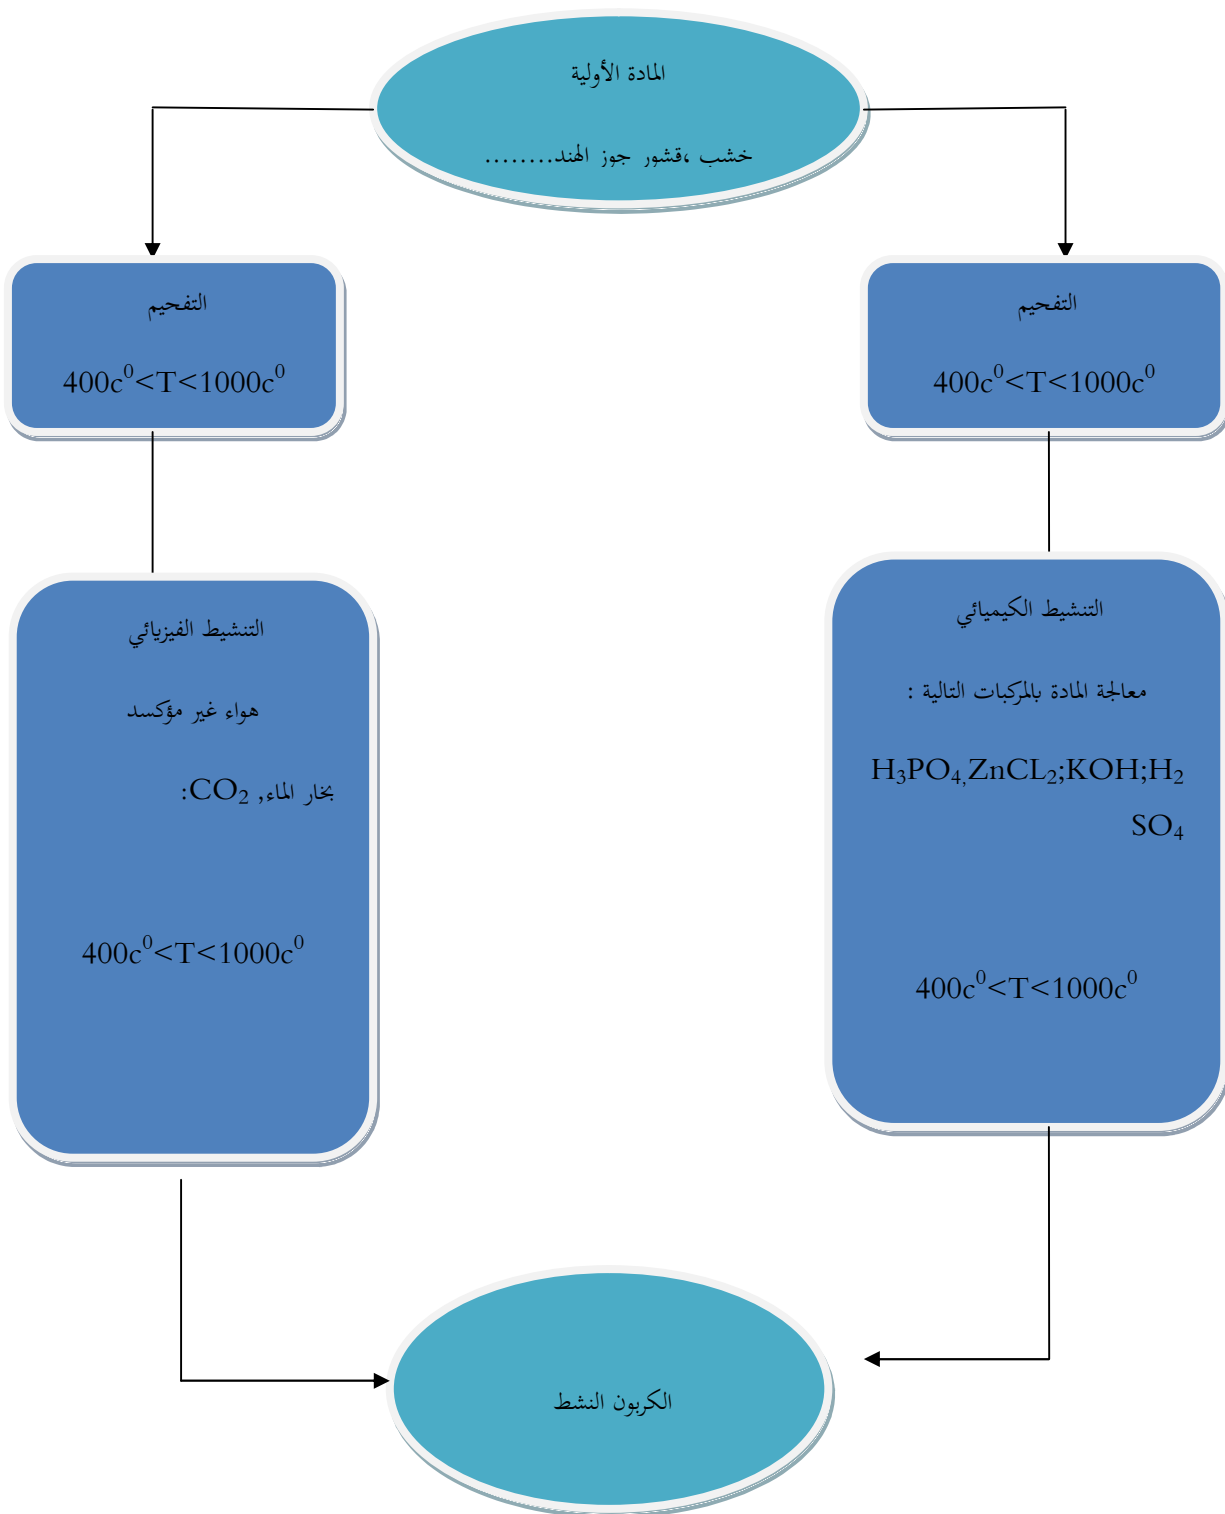 المادة الأولية
خشب ،قشور جوز الهند........
التفحيم
400c⁰<T<1000c⁰
التفحيم
400c⁰<T<1000c⁰
التنشيط الكيميائي
معالجة المادة بالمركبات التالية :
H₃PO₄,ZnCL₂;KOH;H₂
SO₄
400c⁰<T<1000c⁰
التنشيط الفيزيائي
هواء غير مؤكسد
بخار الماء, CO₂:
400c⁰<T<1000c⁰
الكربون النشط